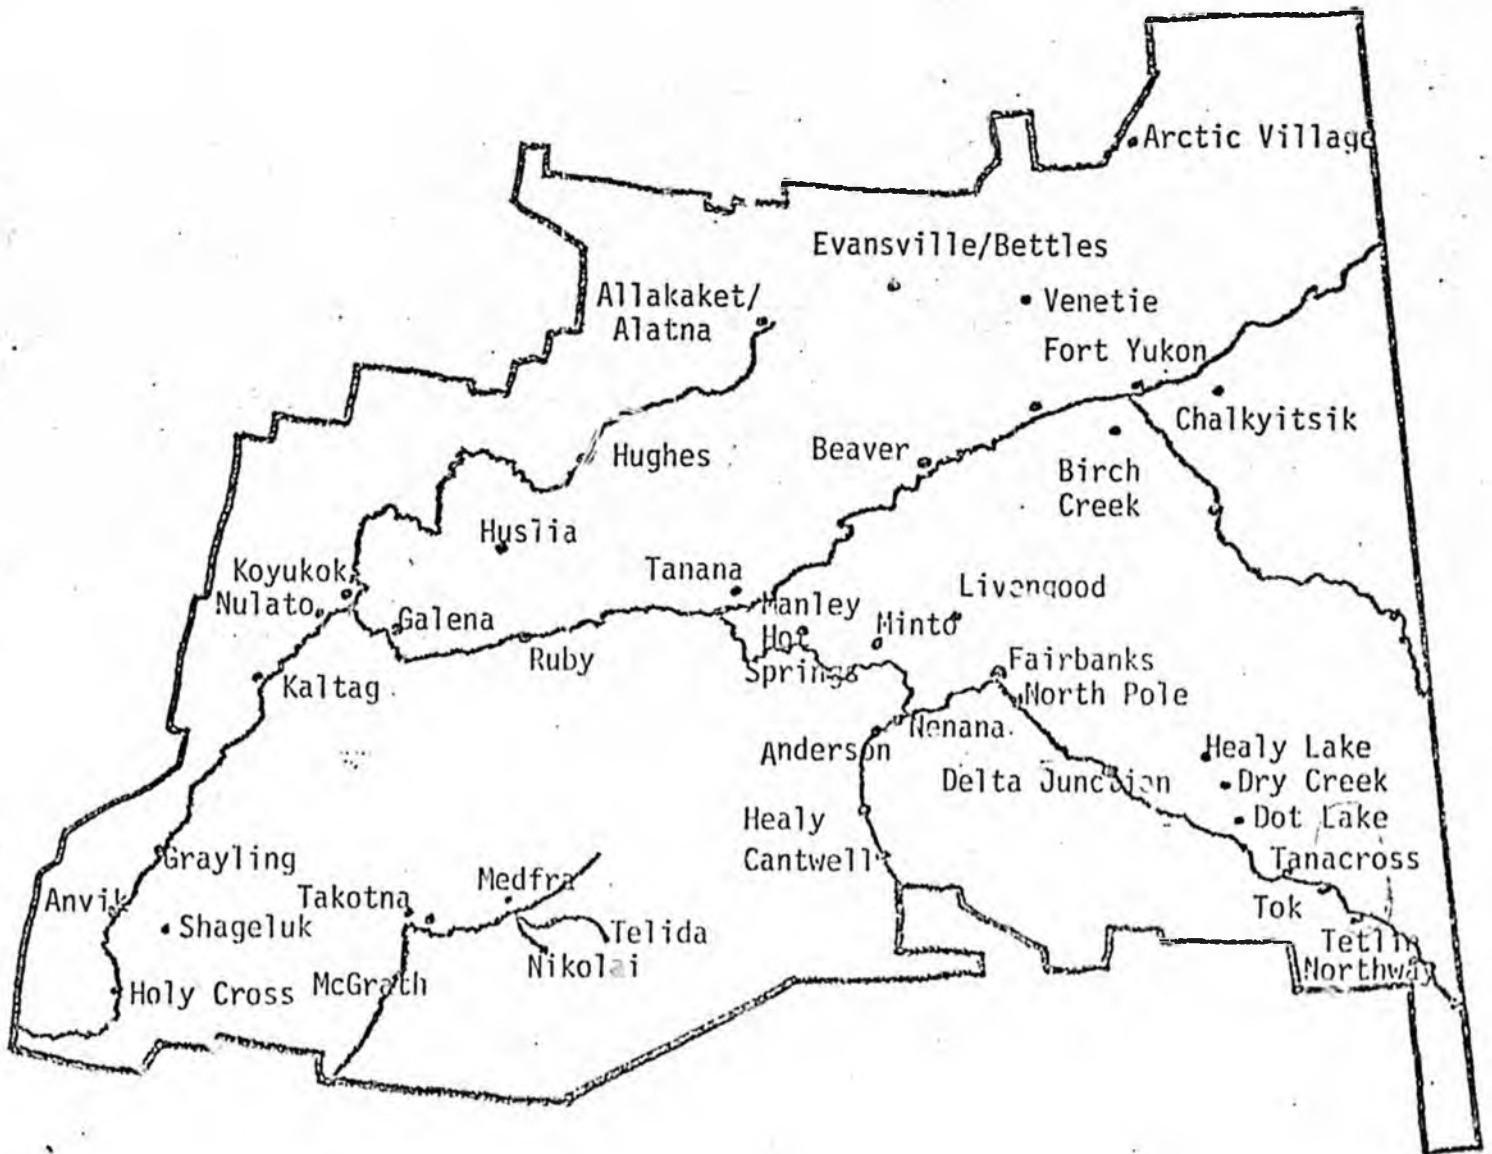 Arctic Village
Evansville/Bettles
Allakaket/
Alatna
Venetie
Fort Yukon
Chalkyitsik
Hughes
Beaver
Birch
Creek
Huslia
Koyukok
Nulato
Tanana
Livengood
Galena
Manley
Hot
Springs
Minto
Ruby
Fairbanks
North Pole
Kaltag
Nenana
Anderson
Healy Lake
Delta Junction
Dry Creek
Dot Lake
Healy
Cantwell
Grayling
Tanacross
Anvik
Takotna
Medfra
Tok
Shageluk
Telida
Tetlin
Nikolai
Northway
Holy Cross
McGrath